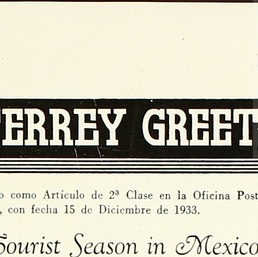 ERREY GREET
o como Artículo de 2ª Clase en la Oficina Post
, con fecha 15 de Diciembre de 1933.
Tourist Season in Mexico